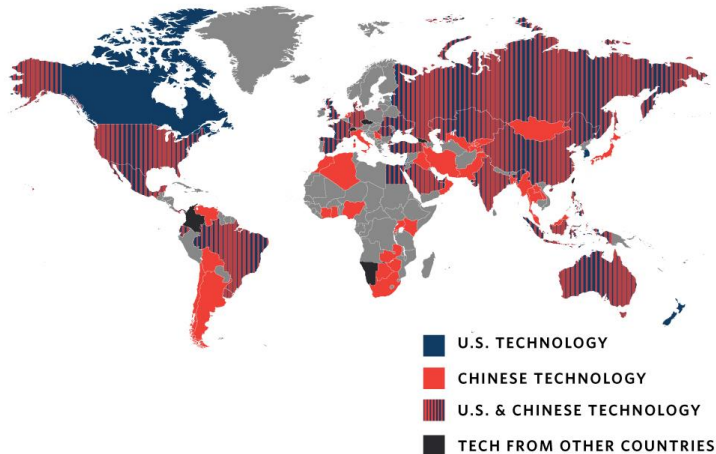 U.S. TECHNOLOGY
CHINESE TECHNOLOGY
U.S. & CHINESE TECHNOLOGY
TECH FROM OTHER COUNTRIES